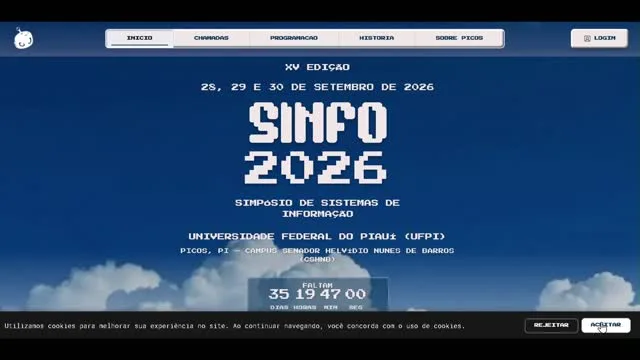 INICIO
CHAMADAS
PROGRAMACAO
HISTORIA
SOBRE PICOS
LOGIN
XV EDIÇÃO
28, 29 E 30 DE SETEMBRO DE 2026
SINFO
2026
SIMPóSIO DE SISTEMAS DE
INFORMAÇÃO
UNIVERSIDADE FEDERAL DO PIAUí (UFPI)
PICOS, PI — CAMPUS SENADOR HELVíDIO NUNES DE BARROS
(CSHNB)
FALTAM
35 19 47 00
DIAS HORAS MIN SEG
Utilizamos cookies para melhorar sua experiência no site. Ao continuar navegando, você concorda com o uso de cookies.
REJEITAR
ACEITAR